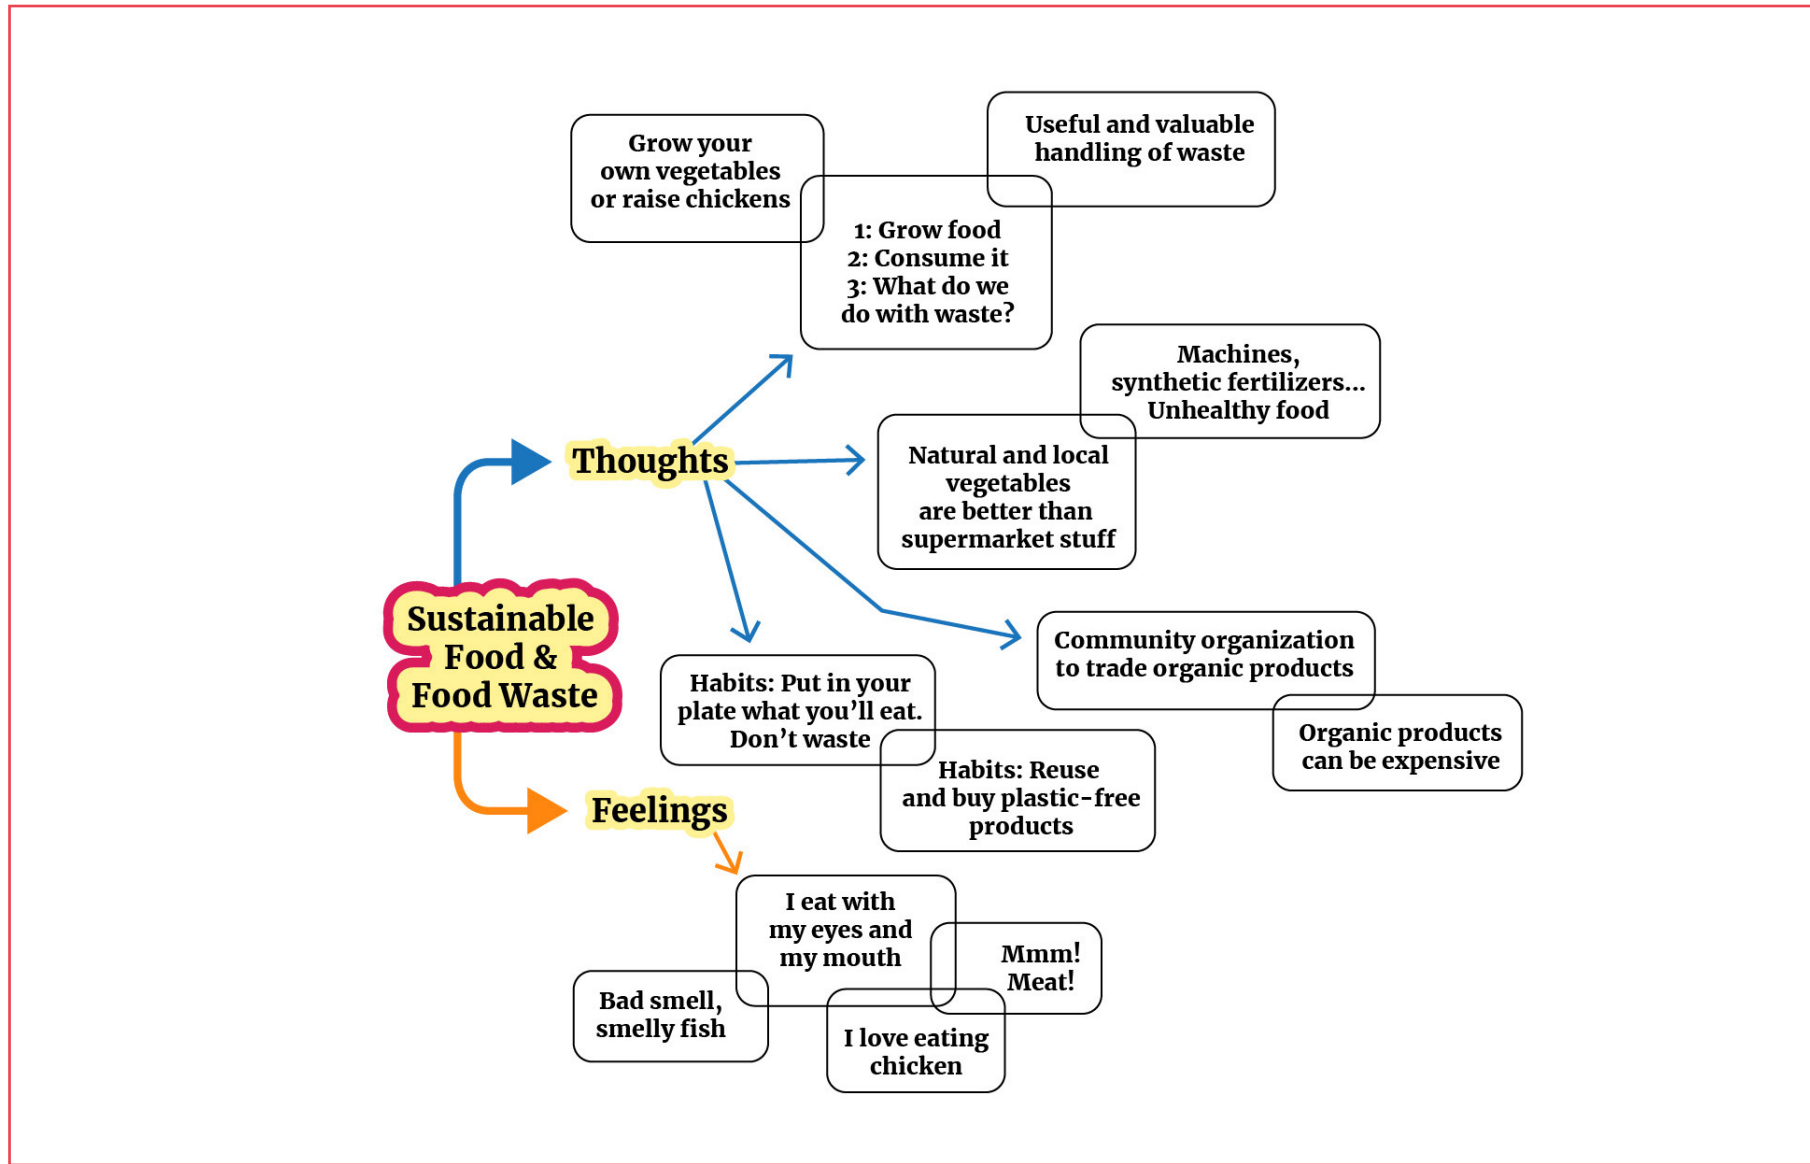 Grow your
own vegetables
or raise chickens
Useful and valuable
handling of waste
1: Grow food
2: Consume it
3: What do we
do with waste?
Machines,
synthetic fertilizers...
Unhealthy food
Thoughts
Natural and local
vegetables
are better than
supermarket stuff
Sustainable
Food &
Food Waste
Community organization
to trade organic products
Organic products
can be expensive
Habits: Put in your
plate what you’ll eat.
Don’t waste
Habits: Reuse
and buy plastic-free
products
Feelings
I eat with
my eyes and
my mouth
Mmm!
Meat!
Bad smell,
smelly fish
I love eating
chicken